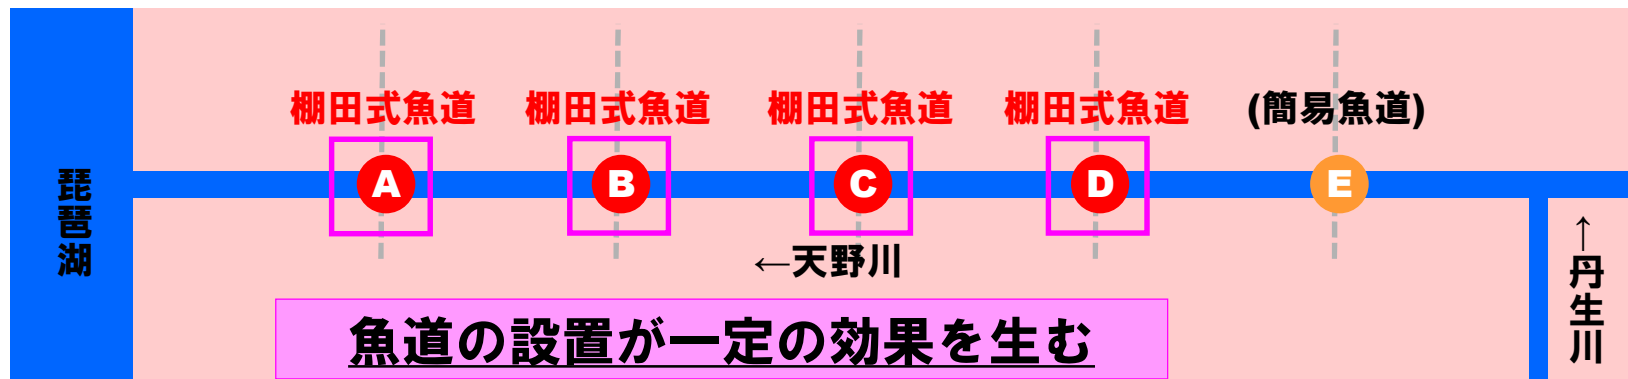 棚田式魚道
棚田式魚道
棚田式魚道
棚田式魚道
(簡易魚道)
A
B
C
D
E
琵琶湖
←天野川
↑丹生川
魚道の設置が一定の効果を生む